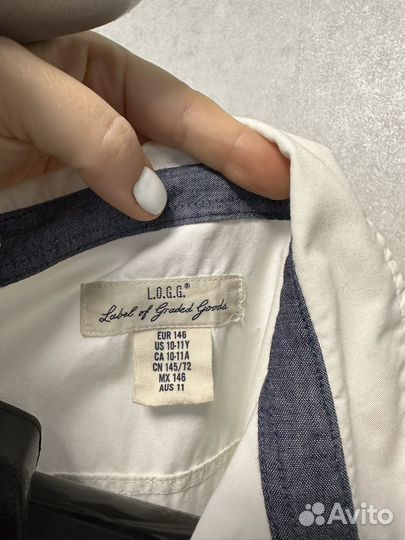 L.O.G.G.®
Label of Graded Goods
EUR 146
US 10-11Y
CA 10-11A
CN 145/72
MX 146
AUS 11
Avito